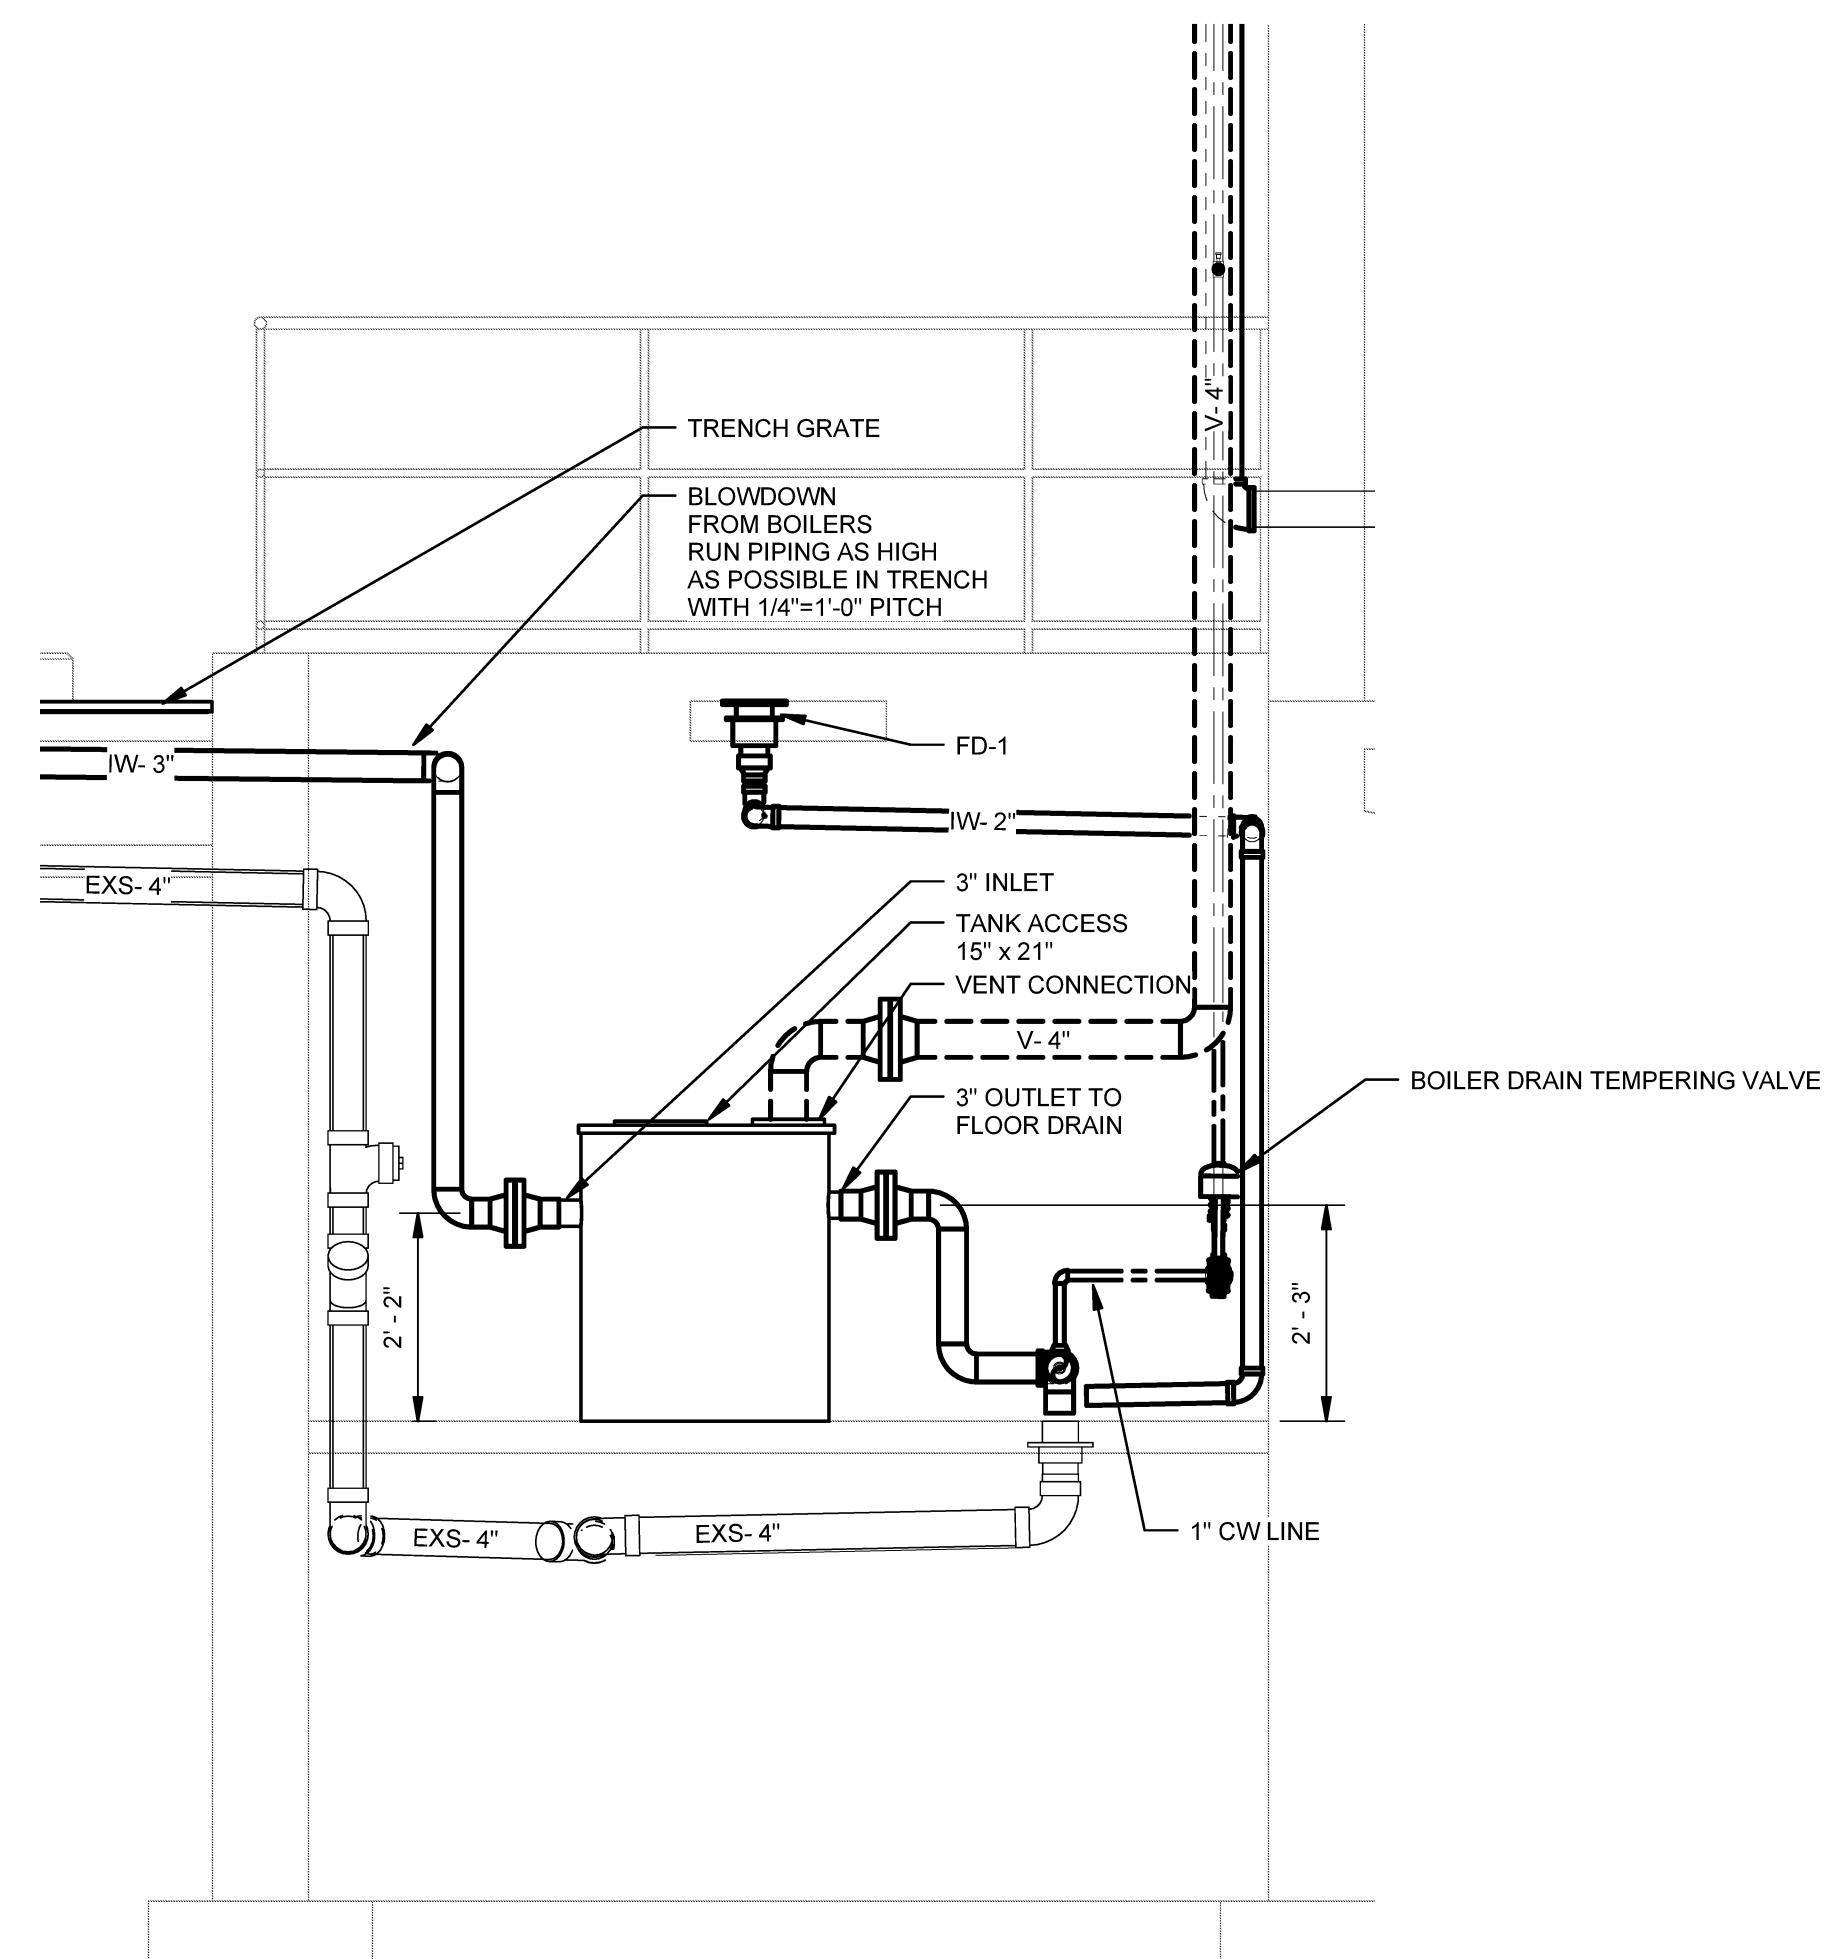 V- 4"
TRENCH GRATE
BLOWDOWN
FROM BOILERS
RUN PIPING AS HIGH
AS POSSIBLE IN TRENCH
WITH 1/4"=1'-0" PITCH
FD-1
IW- 3"
IW- 2"
EXS- 4"
3" INLET
TANK ACCESS
15" x 21"
VENT CONNECTION
V- 4"
BOILER DRAIN TEMPERING VALVE
3" OUTLET TO
FLOOR DRAIN
2' - 2"
2' - 3"
EXS- 4"
EXS- 4"
1" CW LINE